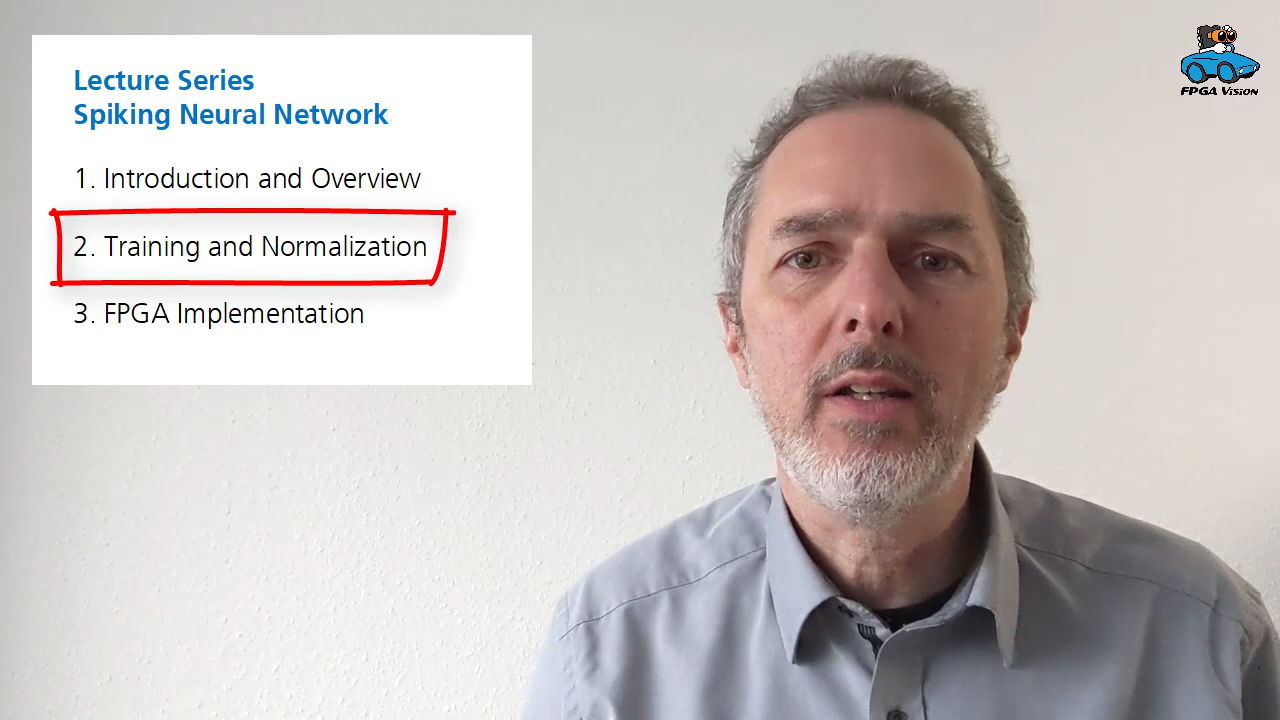 Lecture Series
Spiking Neural Network
1. Introduction and Overview
2. Training and Normalization
3. FPGA Implementation
FPGA Vision